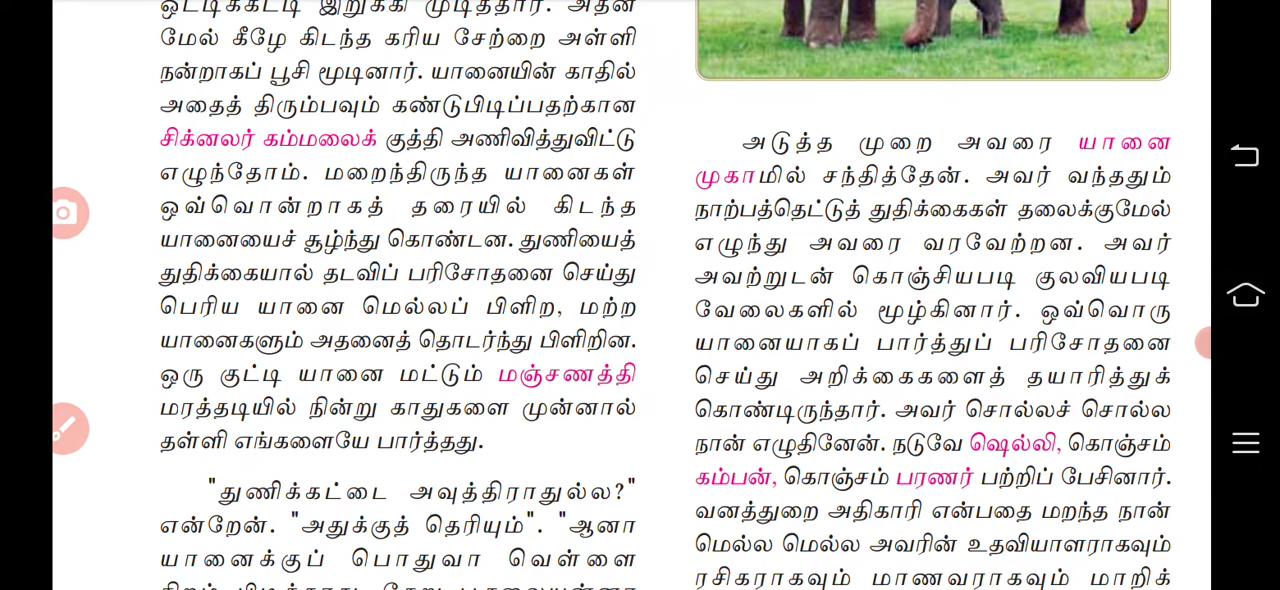 ஒட்டிக்கட்டி இறுக்கி முடித்தார். அதன்
மேல் கீழே கிடந்த கரிய சேற்றை அள்ளி
நன்றாகப் பூசி மூடினார். யானையின் காதில்
அதைத் திரும்பவும் கண்டுபிடிப்பதற்கான
சிக்னலர் கம்மலைக் குத்தி அணிவித்துவிட்டு
எழுந்தோம். மறைந்திருந்த யானைகள்
ஒவ்வொன்றாகத் தரையில் கிடந்த
யானையைச் சூழ்ந்து கொண்டன. துணியைத்
துதிக்கையால் தடவிப் பரிசோதனை செய்து
பெரிய யானை மெல்லப் பிளிற, மற்ற
யானைகளும் அதனைத் தொடர்ந்து பிளிறின.
ஒரு குட்டி யானை மட்டும் மஞ்சணத்தி
மரத்தடியில் நின்று காதுகளை முன்னால்
தள்ளி எங்களையே பார்த்தது.
"துணிக்கட்டை அவுத்திராதுல்ல?"
என்றேன். "அதுக்குத் தெரியும்". "ஆனா
யானைக்குப் பொதுவா வெள்ளை
அடுத்த முறை அவரை யானை
முகாமில் சந்தித்தேன். அவர் வந்ததும்
நாற்பத்தெட்டுத் துதிக்கைகள் தலைக்குமேல்
எழுந்து அவரை வரவேற்றன. அவர்
அவற்றுடன் கொஞ்சியபடி குலவியபடி
வேலைகளில் மூழ்கினார். ஒவ்வொரு
யானையாகப் பார்த்துப் பரிசோதனை
செய்து அறிக்கைகளைத் தயாரித்துக்
கொண்டிருந்தார். அவர் சொல்லச் சொல்ல
நான் எழுதினேன். நடுவே ஷெல்லி, கொஞ்சம்
கம்பன், கொஞ்சம் பரணர் பற்றிப் பேசினார்.
வனத்துறை அதிகாரி என்பதை மறந்த நான்
மெல்ல மெல்ல அவரின் உதவியாளராகவும்
ரசிகராகவும் மாணவராகவும் மாறிக்